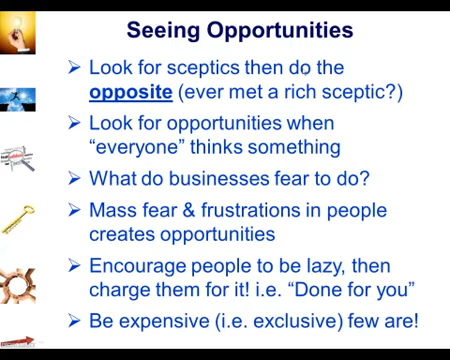 Seeing Opportunities
Look for sceptics then do the
opposite (ever met a rich sceptic?)
Look for opportunities when
“everyone” thinks something
What do businesses fear to do?
Mass fear & frustrations in people
creates opportunities
Encourage people to be lazy, then
charge them for it! i.e. “Done for you”
Be expensive (i.e. exclusive) few are!